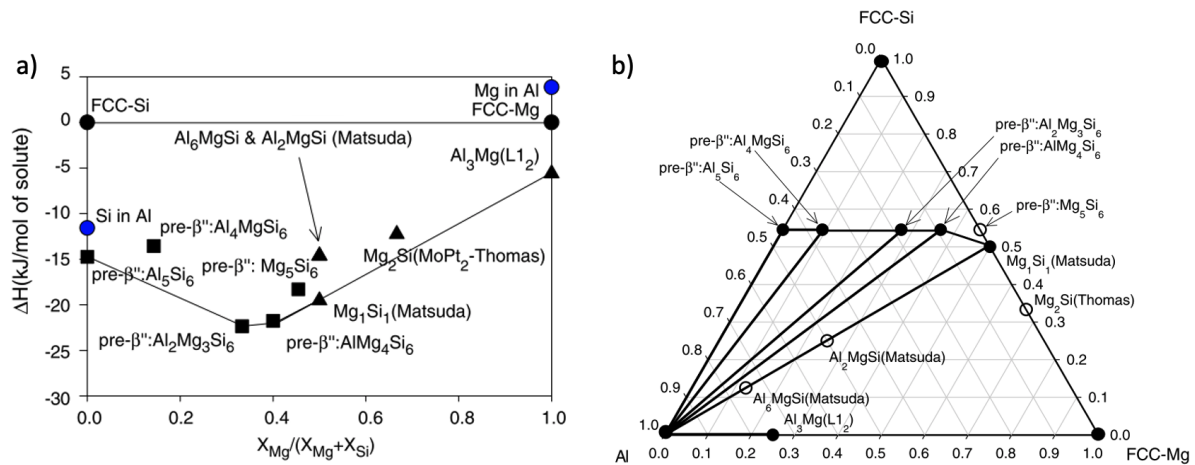 a)
5
0
-5
-10
-15
-20
-25
-30
ΔH(kJ/mol of solute)
FCC-Si
Mg in Al
FCC-Mg
Al₆MgSi & Al₂MgSi (Matsuda)
Al₃Mg(L1₂)
Si in Al
pre-β":Al₄MgSi₆
pre-β":Al₅Si₆
pre-β": Mg₅Si₆
Mg₂Si(MoPt₂-Thomas)
Mg₁Si₁(Matsuda)
pre-β":Al₂Mg₃Si₆
pre-β":AlMg₄Si₆
0.0 0.2 0.4 0.6 0.8 1.0
X_Mg/(X_Mg+X_Si)
b)
FCC-Si
0.0
0.1
0.2
0.3
0.4
0.5
0.6
0.7
0.8
0.9
1.0
1.0
0.9
0.8
0.7
0.6
0.5
0.4
0.3
0.2
0.1
0.0
pre-β":Al₂Mg₃Si₆
pre-β":AlMg₄Si₆
pre-β":Al₄MgSi₆
pre-β":Al₅Si₆
pre-β":Mg₅Si₆
Mg₁Si₁(Matsuda)
Mg₂Si(Thomas)
Al₂MgSi(Matsuda)
Al₆MgSi(Matsuda)
Al₃Mg(L1₂)
Al
0.0 0.1 0.2 0.3 0.4 0.5 0.6 0.7 0.8 0.9 1.0
FCC-Mg